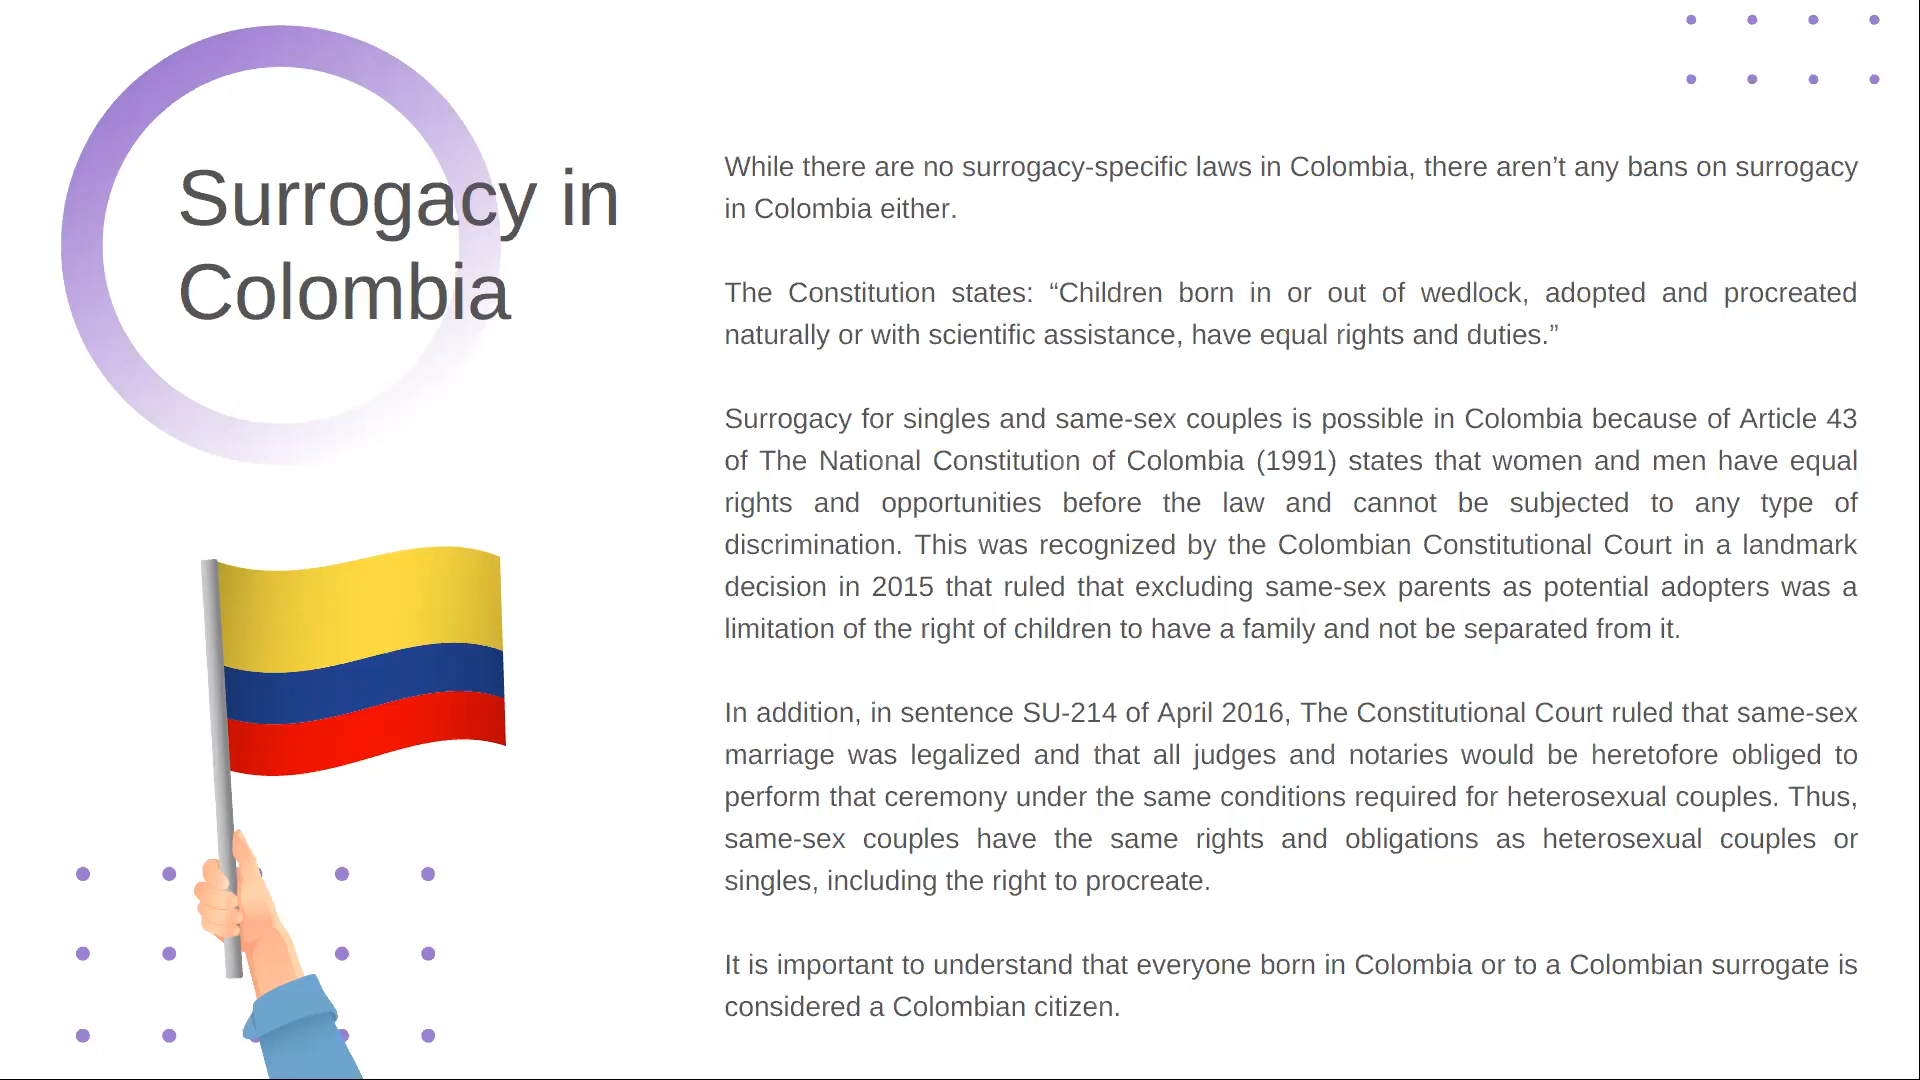 Surrogacy in
Colombia
While there are no surrogacy-specific laws in Colombia, there aren’t any bans on surrogacy
in Colombia either.
The Constitution states: “Children born in or out of wedlock, adopted and procreated
naturally or with scientific assistance, have equal rights and duties.”
Surrogacy for singles and same-sex couples is possible in Colombia because of Article 43
of The National Constitution of Colombia (1991) states that women and men have equal
rights and opportunities before the law and cannot be subjected to any type of
discrimination. This was recognized by the Colombian Constitutional Court in a landmark
decision in 2015 that ruled that excluding same-sex parents as potential adopters was a
limitation of the right of children to have a family and not be separated from it.
In addition, in sentence SU-214 of April 2016, The Constitutional Court ruled that same-sex
marriage was legalized and that all judges and notaries would be heretofore obliged to
perform that ceremony under the same conditions required for heterosexual couples. Thus,
same-sex couples have the same rights and obligations as heterosexual couples or
singles, including the right to procreate.
It is important to understand that everyone born in Colombia or to a Colombian surrogate is
considered a Colombian citizen.